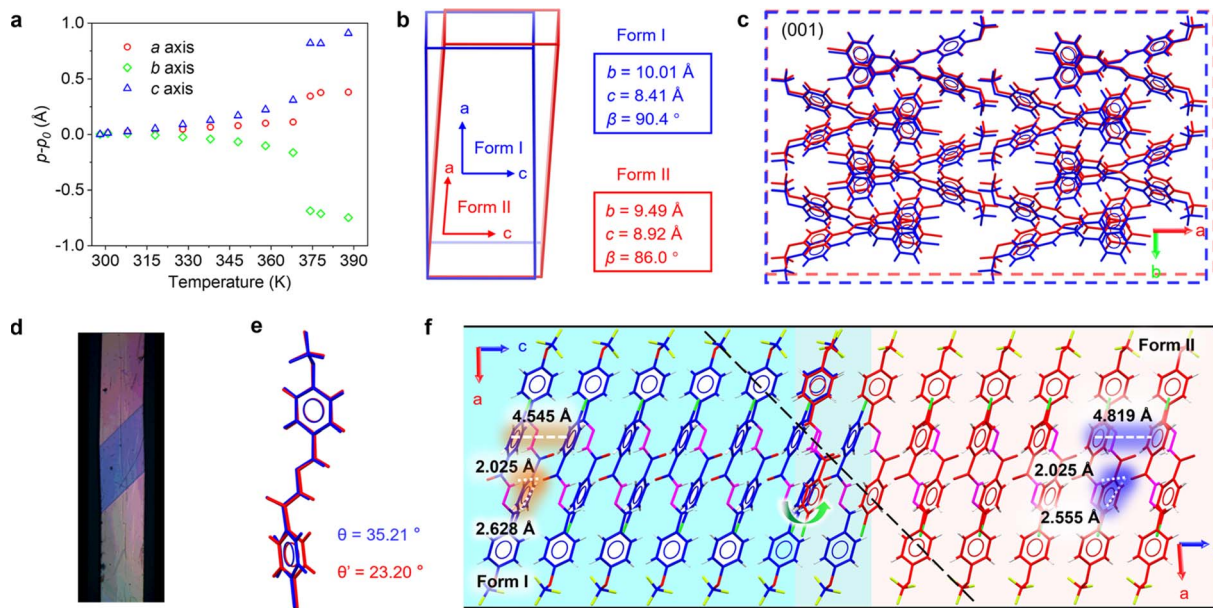 a
1.0
0.5
0.0
-0.5
-1.0
p-p0 (Å)
a axis
b axis
c axis
300 315 330 345 360 375 390
Temperature (K)
b
a
Form I
c
a
Form II
c
Form I
b = 10.01 Å
c = 8.41 Å
β = 90.4 °
Form II
b = 9.49 Å
c = 8.92 Å
β = 86.0 °
c
(001)
a
b
d
e
θ = 35.21 °
θ' = 23.20 °
f
c
a
4.545 Å
2.025 Å
2.628 Å
Form I
Form II
4.819 Å
2.025 Å
2.555 Å
a